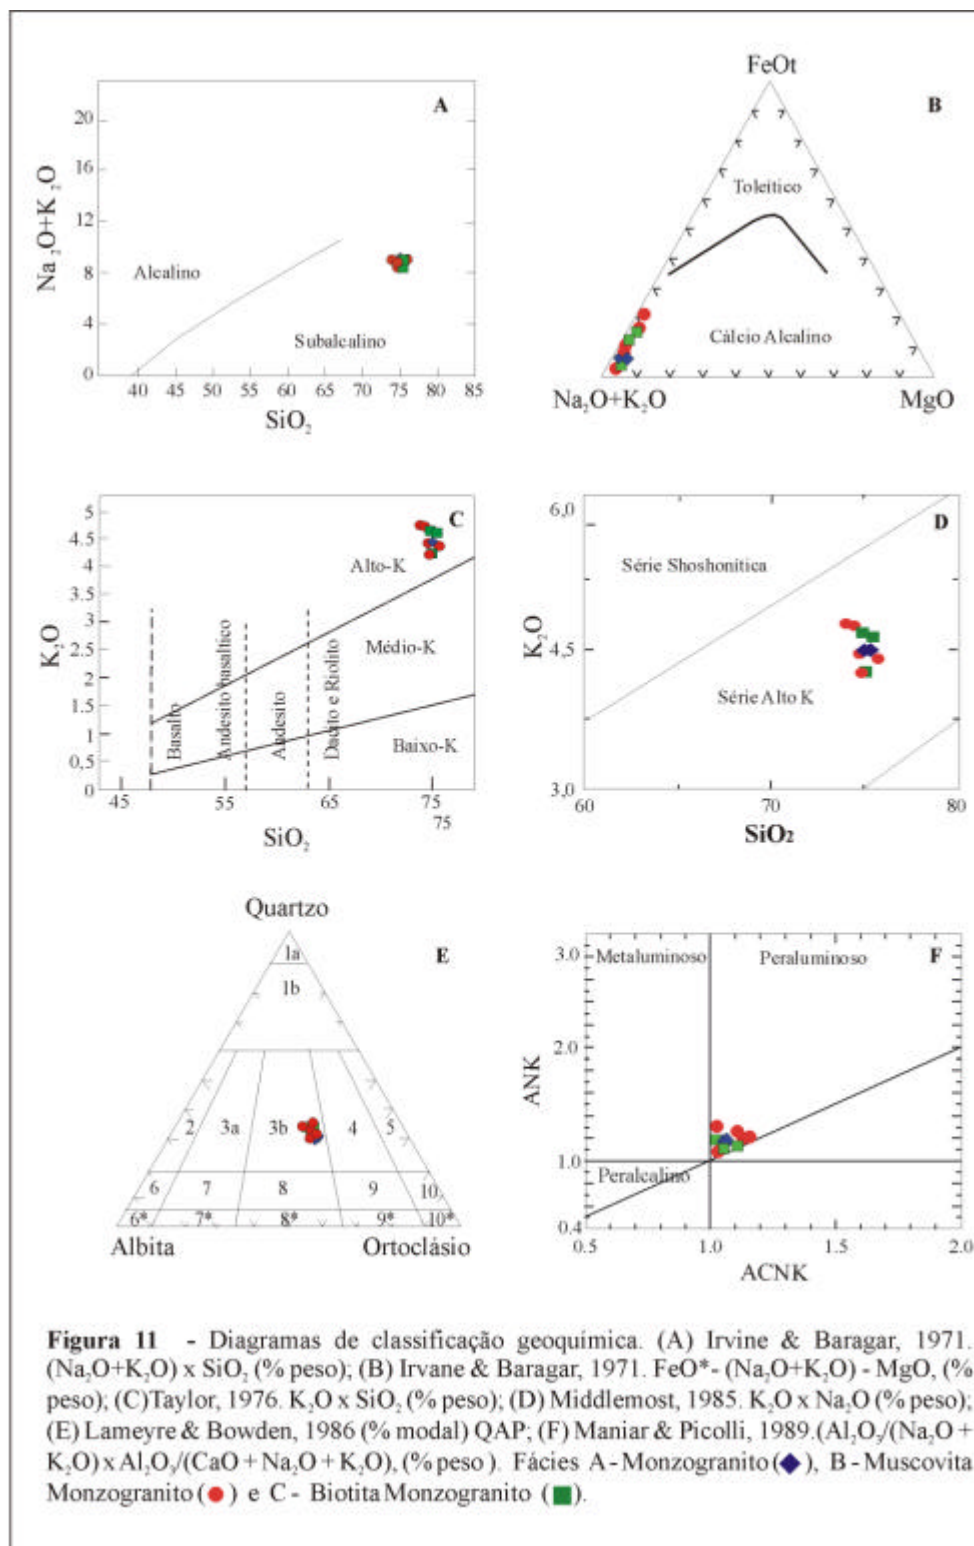 A
20
16
12
8
4
0
Na₂O+K₂O
Alcalino
Subalcalino
40 45 50 55 60 65 70 75 80 85
SiO₂
FeOt
B
Toleítico
Cálcio Alcalino
Na₂O+K₂O MgO
C
5
4.5
4
3.5
3
2.5
2
1.5
1
0,5
0
K₂O
Alto-K
Médio-K
Baixo-K
Basalto
Andesito basaltico
Andesito
Dacito e Riolito
45 55 65 75
75
SiO₂
D
6,0
4.5
3,0
K₂O
Série Shoshonítica
Série Alto K
60 70 80
SiO₂
Quartzo
E
1a
1b
2 3a 3b 4 5
6 7 8 9 10
6* 7* 8* 9* 10*
Albita Ortoclásio
F
3.0
2.0
1.0
0.4
ANK
Metaluminoso Peraluminoso
Peralcalino
0.5 1.0 1.5 2.0
ACNK
Figura 11 - Diagramas de classificação geoquímica. (A) Irvine & Baragar, 1971.
(Na₂O+K₂O) x SiO₂ (% peso); (B) Irvane & Baragar, 1971. FeO*- (Na₂O+K₂O) - MgO, (%
peso); (C)Taylor, 1976. K₂O x SiO₂ (% peso); (D) Middlemost, 1985. K₂O x Na₂O (% peso);
(E) Lameyre & Bowden, 1986 (% modal) QAP; (F) Maniar & Picolli, 1989.(Al₂O₃/(Na₂O +
K₂O) x Al₂O₃/(CaO + Na₂O + K₂O), (% peso ). Fácies A - Monzogranito (◆), B - Muscovita
Monzogranito (●) e C - Biotita Monzogranito (■).